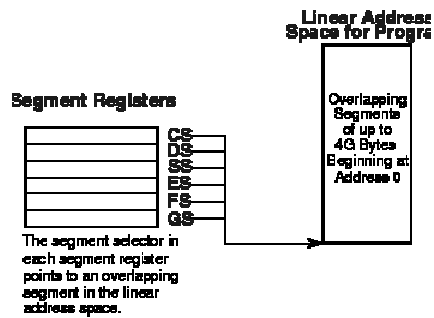 Linear Address
Space for Progra
Segment Registers
CS
DS
SS
ES
FS
GS
Overlapping
Segments
of up to
4G Bytes
Beginning at
Address 0
The segment selector in
each segment register
points to an overlapping
segment in the linear
address space.